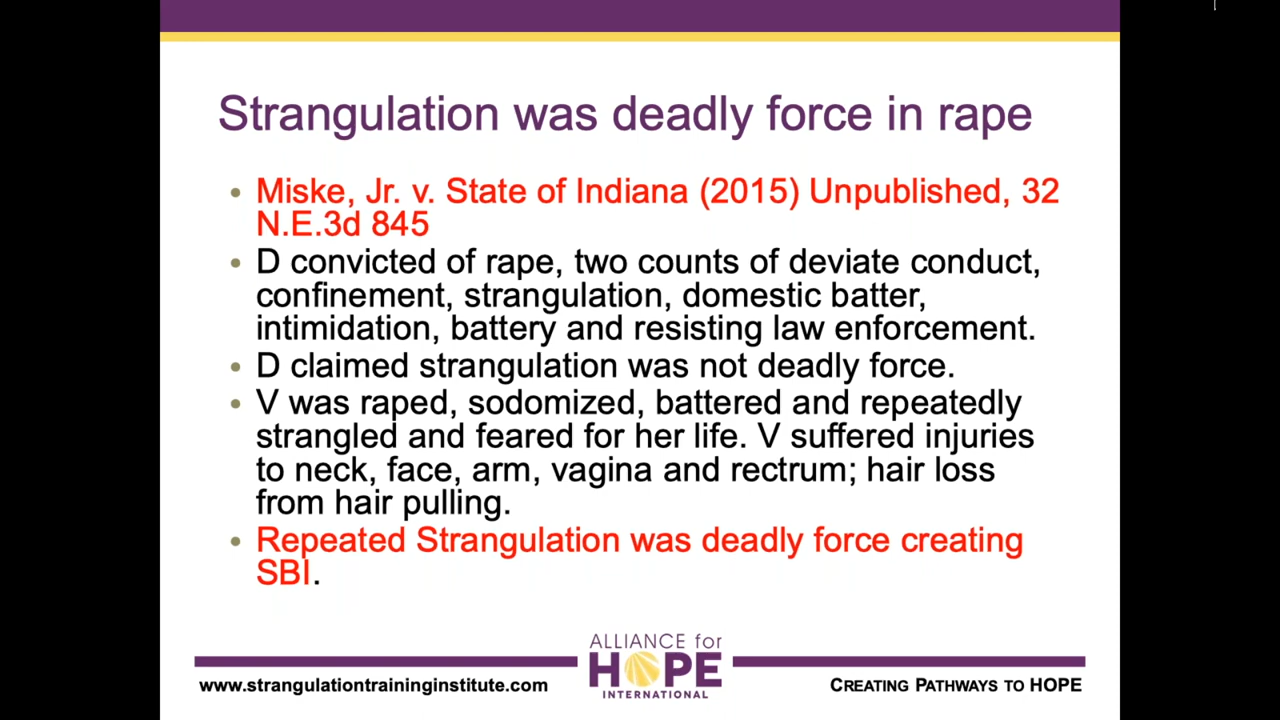 Strangulation was deadly force in rape
• Miske, Jr. v. State of Indiana (2015) Unpublished, 32
N.E.3d 845
• D convicted of rape, two counts of deviate conduct,
confinement, strangulation, domestic batter,
intimidation, battery and resisting law enforcement.
• D claimed strangulation was not deadly force.
• V was raped, sodomized, battered and repeatedly
strangled and feared for her life. V suffered injuries
to neck, face, arm, vagina and rectrum; hair loss
from hair pulling.
• Repeated Strangulation was deadly force creating
SBI.
ALLIANCE for
HOPE
INTERNATIONAL
www.strangulationtraininginstitute.com
CREATING PATHWAYS TO HOPE